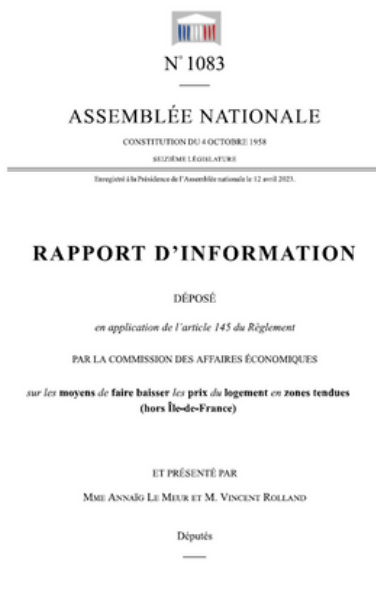 N° 1083
ASSEMBLÉE NATIONALE
CONSTITUTION DU 4 OCTOBRE 1958
SEIZIÈME LÉGISLATURE
Enregistré à la Présidence de l'Assemblée nationale le 12 avril 2023.
RAPPORT D'INFORMATION
DÉPOSÉ
en application de l'article 145 du Règlement
PAR LA COMMISSION DES AFFAIRES ÉCONOMIQUES
sur les moyens de faire baisser les prix du logement en zones tendues
(hors Île-de-France)
ET PRÉSENTÉ PAR
MME ANNAÏG LE MEUR ET M. VINCENT ROLLAND
Députés